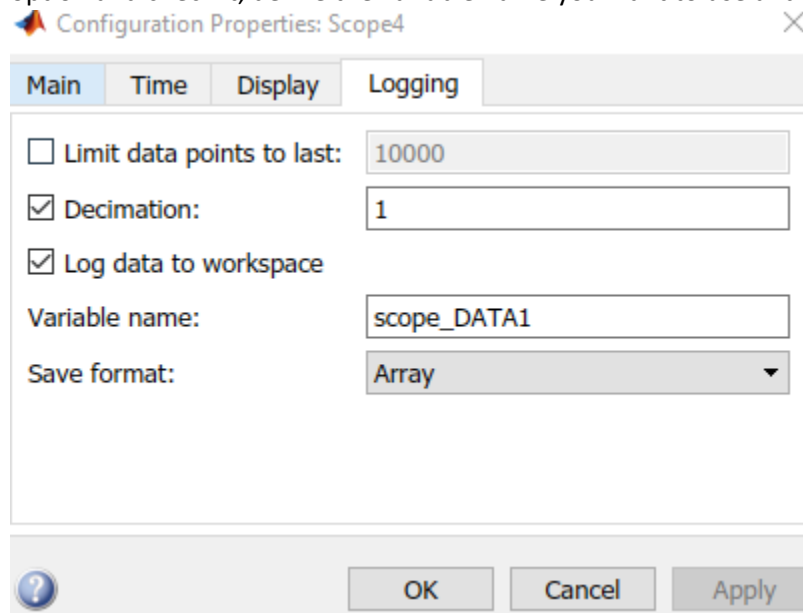 Configuration Properties: Scope4
Main Time Display Logging
Limit data points to last: 10000
Decimation: 1
Log data to workspace
Variable name: scope_DATA1
Save format: Array
? OK Cancel Apply